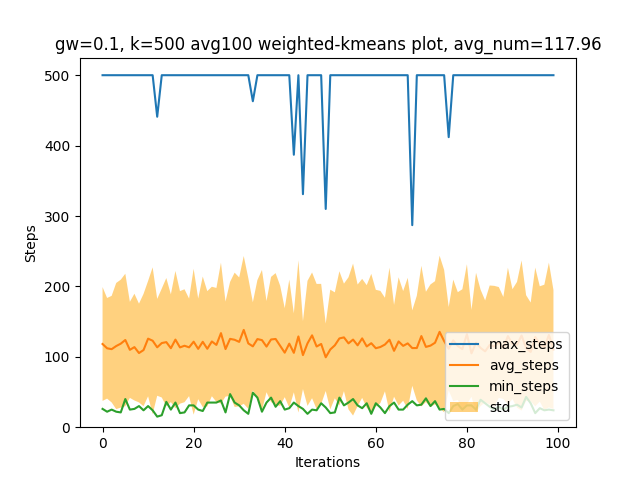 gw=0.1, k=500 avg100 weighted-kmeans plot, avg_num=117.96
500
400
300
200
100
0
Steps
0 20 40 60 80 100
Iterations
max_steps
avg_steps
min_steps
std